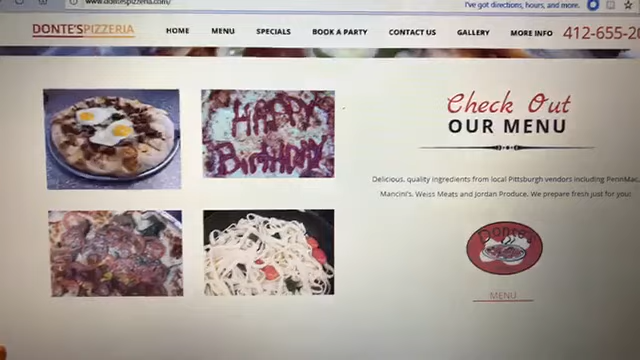 www.dontespizzeria.com/
I've got directions, hours, and more.
DONTE'SPIZZERIA
HOME MENU SPECIALS BOOK A PARTY CONTACT US GALLERY MORE INFO 412-655-20
HAPPY
BirthDAY
Check Out
OUR MENU
Delicious, quality ingredients from local Pittsburgh vendors including PennMac,
Mancini's, Weiss Meats and Jordan Produce. We prepare fresh just for you!
Donte's
MENU